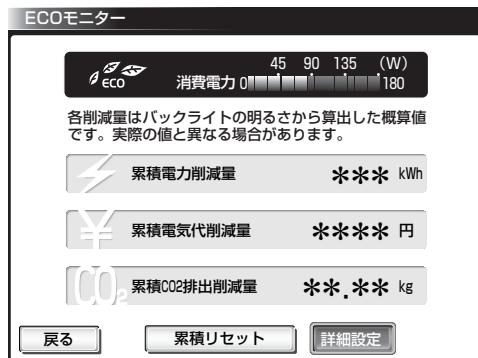 ECOモニター
45 90 135 (W)
ECO 消費電力 0 180
各削減量はバックライトの明るさから算出した概算値
です。実際の値と異なる場合があります。
累積電力削減量 *** kWh
¥ 累積電気代削減量 **** 円
CO2 累積CO2排出削減量 **.** kg
戻る 累積リセット 詳細設定